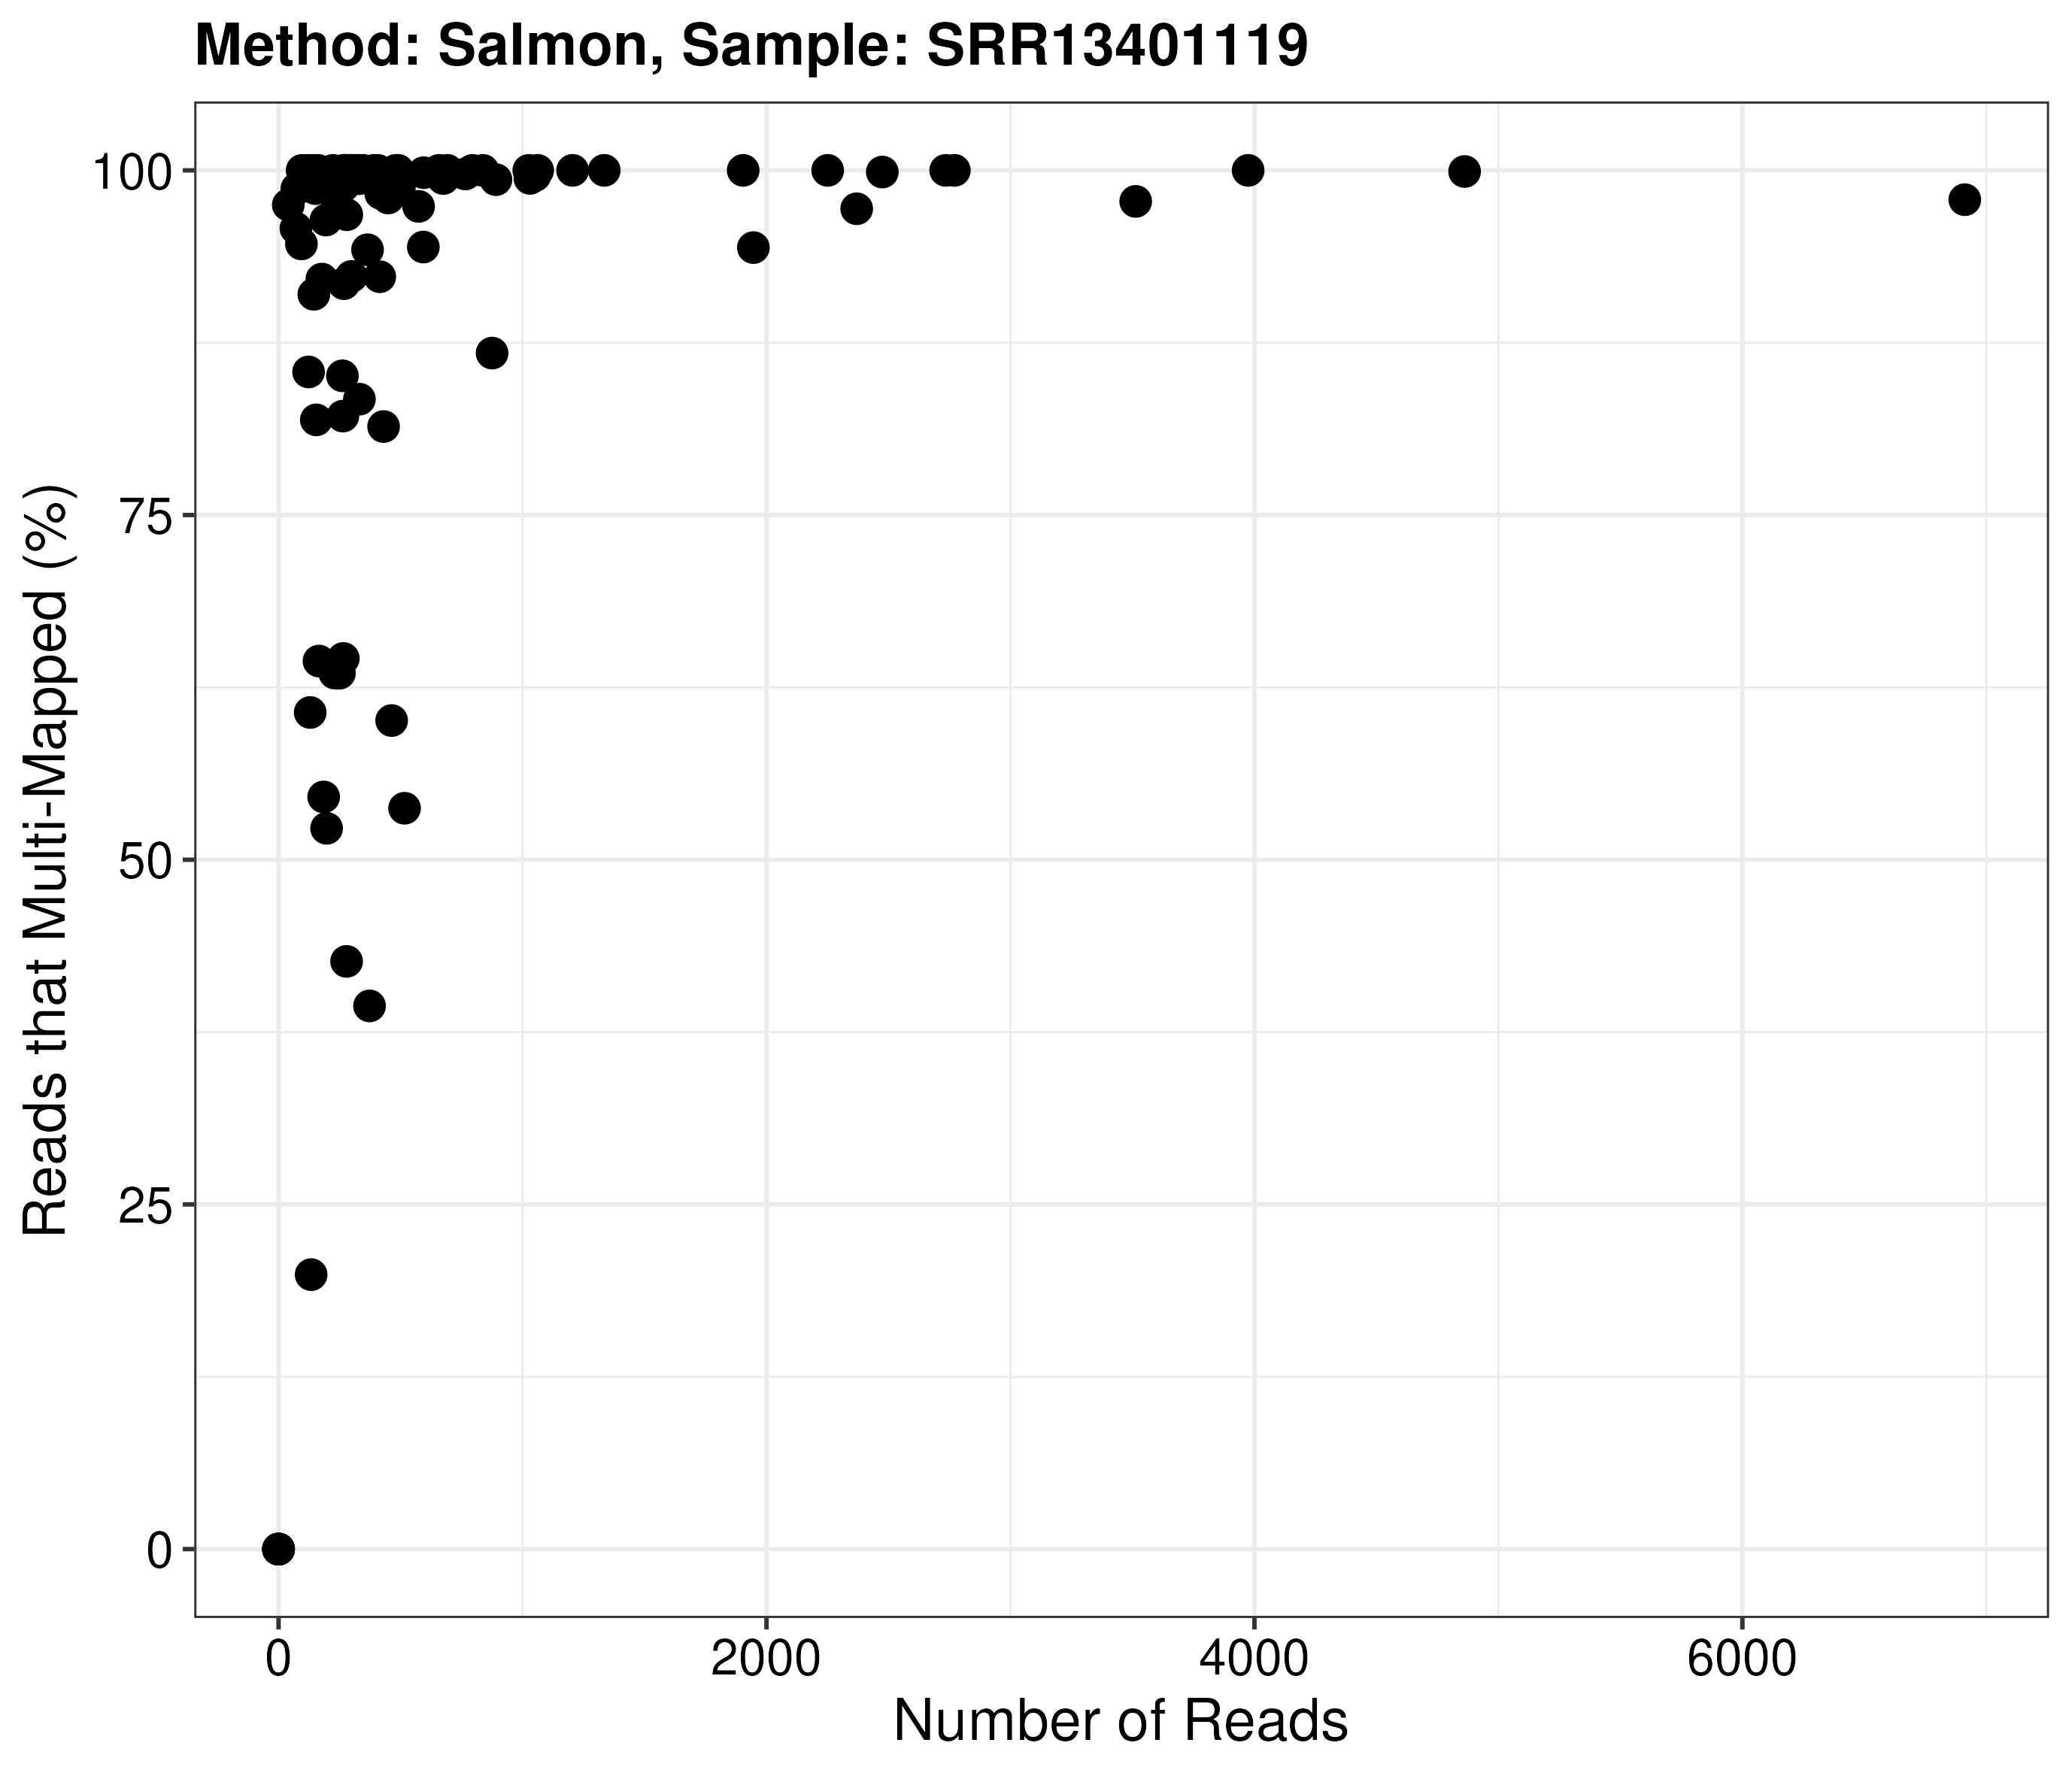 Method: Salmon, Sample: SRR13401119
Reads that Multi-Mapped (%)
100
75
50
25
0
0 2000 4000 6000
Number of Reads